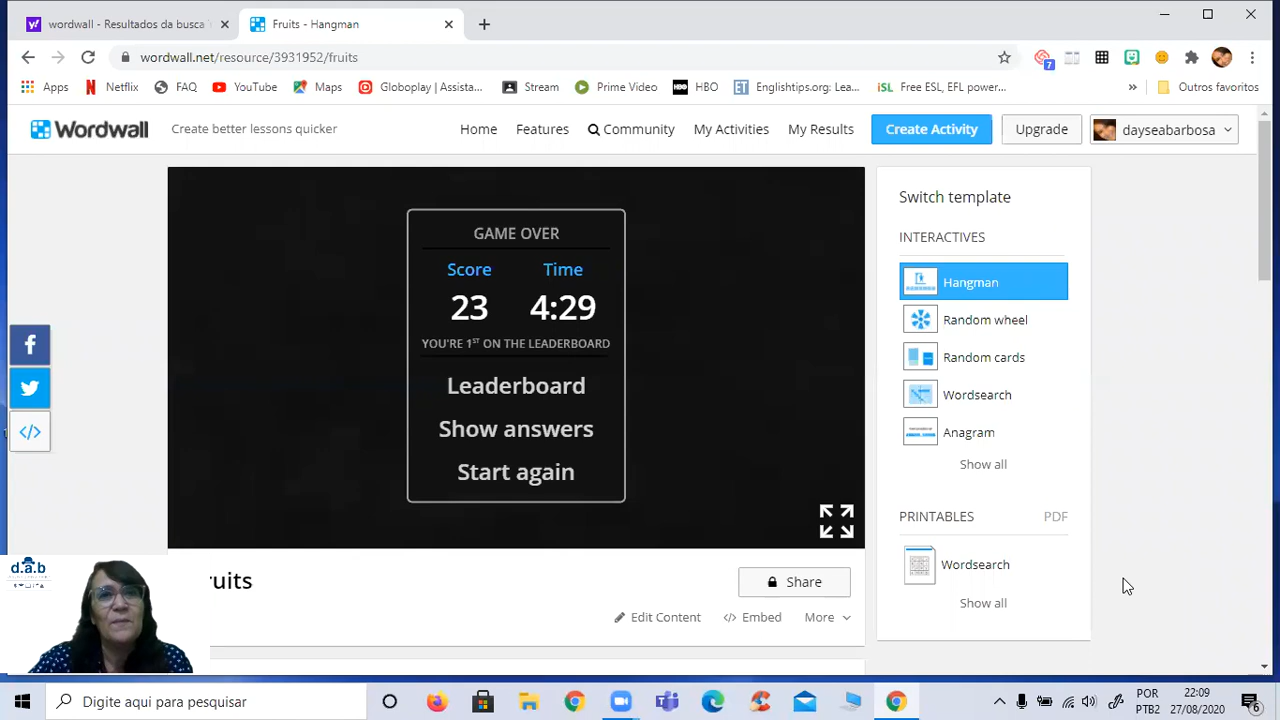 wordwall - Resultados da busca
Fruits - Hangman
wordwall.net/resource/3931952/fruits
7
Apps
Netflix
FAQ
YouTube
Maps
Globoplay | Assista...
Stream
Prime Video
HBO
Englishtips.org: Lea...
iSL Free ESL, EFL power...
»
Outros favoritos
Wordwall
Create better lessons quicker
Home
Features
Community
My Activities
My Results
Create Activity
Upgrade
dayseabarbosa
GAME OVER
Score Time
23 4:29
YOU'RE 1ST ON THE LEADERBOARD
Leaderboard
Show answers
Start again
Switch template
INTERACTIVES
Hangman
Random wheel
Random cards
Wordsearch
Anagram
Show all
PRINTABLES PDF
Wordsearch
Show all
d.a.b
ruits
Share
Edit Content
</> Embed
More
Digite aqui para pesquisar
POR
PTB2
22:09
27/08/2020
6